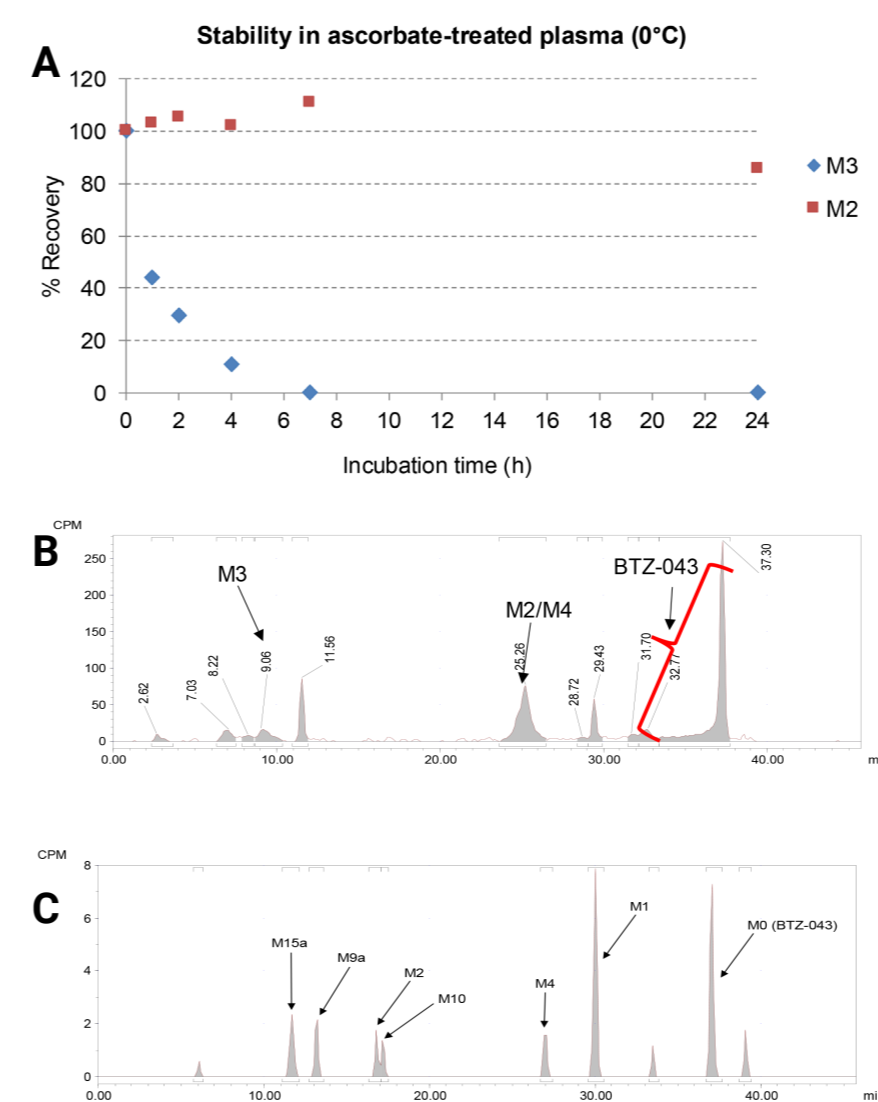 Stability in ascorbate-treated plasma (0°C)
A
120
100
80
60
40
20
0
% Recovery
0 2 4 6 8 10 12 14 16 18 20 22 24
Incubation time (h)
M3
M2
B
CPM
250
200
150
100
50
0
M3
M2/M4
BTZ-043
2.62
7.03
8.22
9.06
11.56
25.26
28.72
29.43
31.70
32.77
37.30
0.00 10.00 20.00 30.00 40.00 m
C
CPM
8
6
4
2
0
M15a
M9a
M2
M10
M4
M1
M0 (BTZ-043)
0.00 10.00 20.00 30.00 40.00 mi